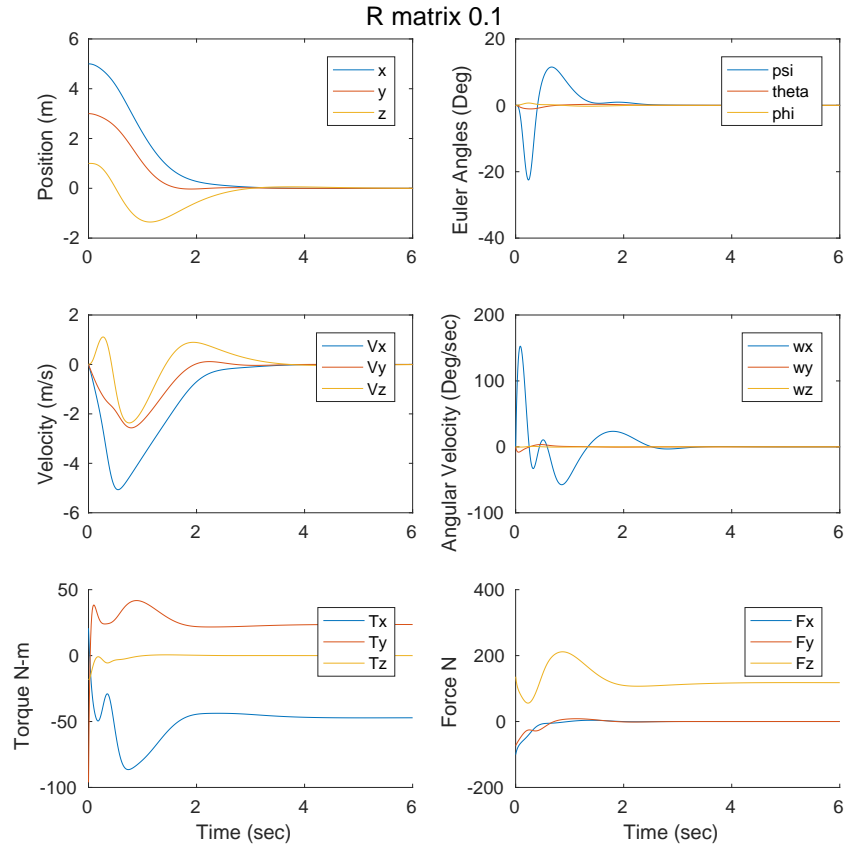 R matrix 0.1
6
4
2
0
-2
Position (m)
x
y
z
0 2 4 6
20
0
-20
-40
Euler Angles (Deg)
psi
theta
phi
0 2 4 6
2
0
-2
-4
-6
Velocity (m/s)
Vx
Vy
Vz
0 2 4 6
200
100
0
-100
Angular Velocity (Deg/sec)
wx
wy
wz
0 2 4 6
50
0
-50
-100
Torque N-m
Tx
Ty
Tz
0 2 4 6
Time (sec)
400
200
0
-200
Force N
Fx
Fy
Fz
0 2 4 6
Time (sec)